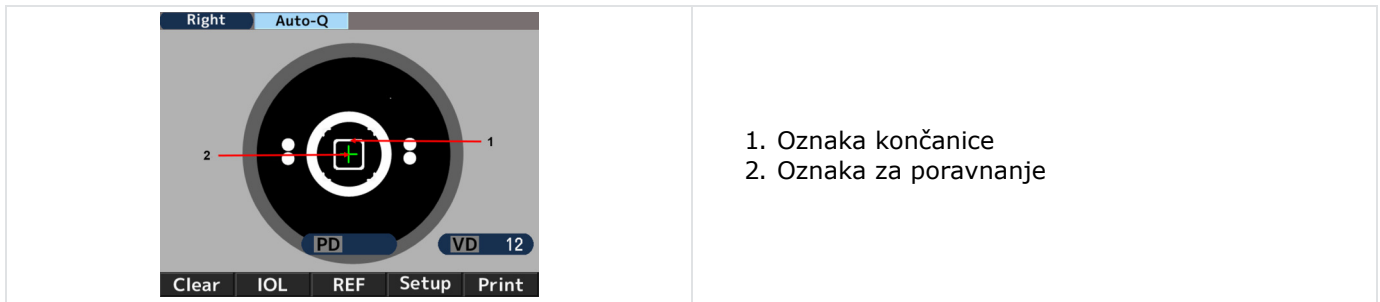 Right Auto-Q
1
2
PD VD 12
Clear IOL REF Setup Print
1. Oznaka končanice
2. Oznaka za poravnanje